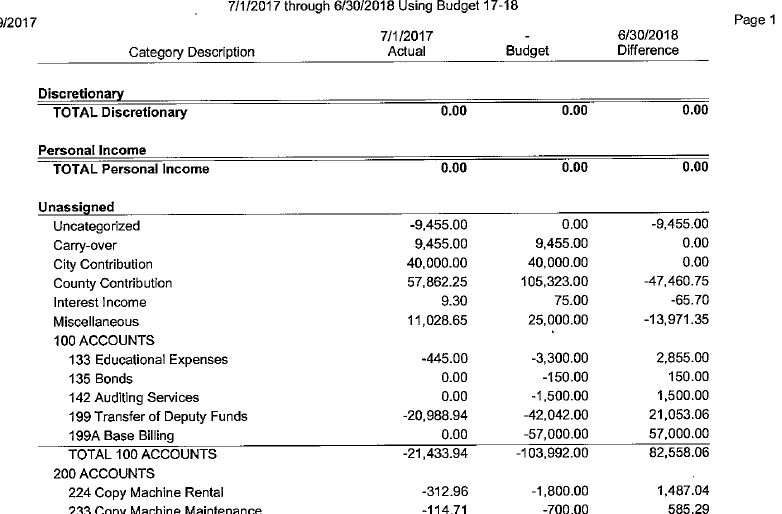 7/1/2017 through 6/30/2018 Using Budget 17-18
9/2017 Page 1
7/1/2017 - 6/30/2018
Category Description Actual Budget Difference
Discretionary
TOTAL Discretionary 0.00 0.00 0.00
Personal Income
TOTAL Personal Income 0.00 0.00 0.00
Unassigned
Uncategorized -9,455.00 0.00 -9,455.00
Carry-over 9,455.00 9,455.00 0.00
City Contribution 40,000.00 40,000.00 0.00
County Contribution 57,862.25 105,323.00 -47,460.75
Interest Income 9.30 75.00 -65.70
Miscellaneous 11,028.65 25,000.00 -13,971.35
100 ACCOUNTS
133 Educational Expenses -445.00 -3,300.00 2,855.00
135 Bonds 0.00 -150.00 150.00
142 Auditing Services 0.00 -1,500.00 1,500.00
199 Transfer of Deputy Funds -20,988.94 -42,042.00 21,053.06
199A Base Billing 0.00 -57,000.00 57,000.00
TOTAL 100 ACCOUNTS -21,433.94 -103,992.00 82,558.06
200 ACCOUNTS
224 Copy Machine Rental -312.96 -1,800.00 1,487.04
233 Copy Machine Maintenance -114.71 -700.00 585.29